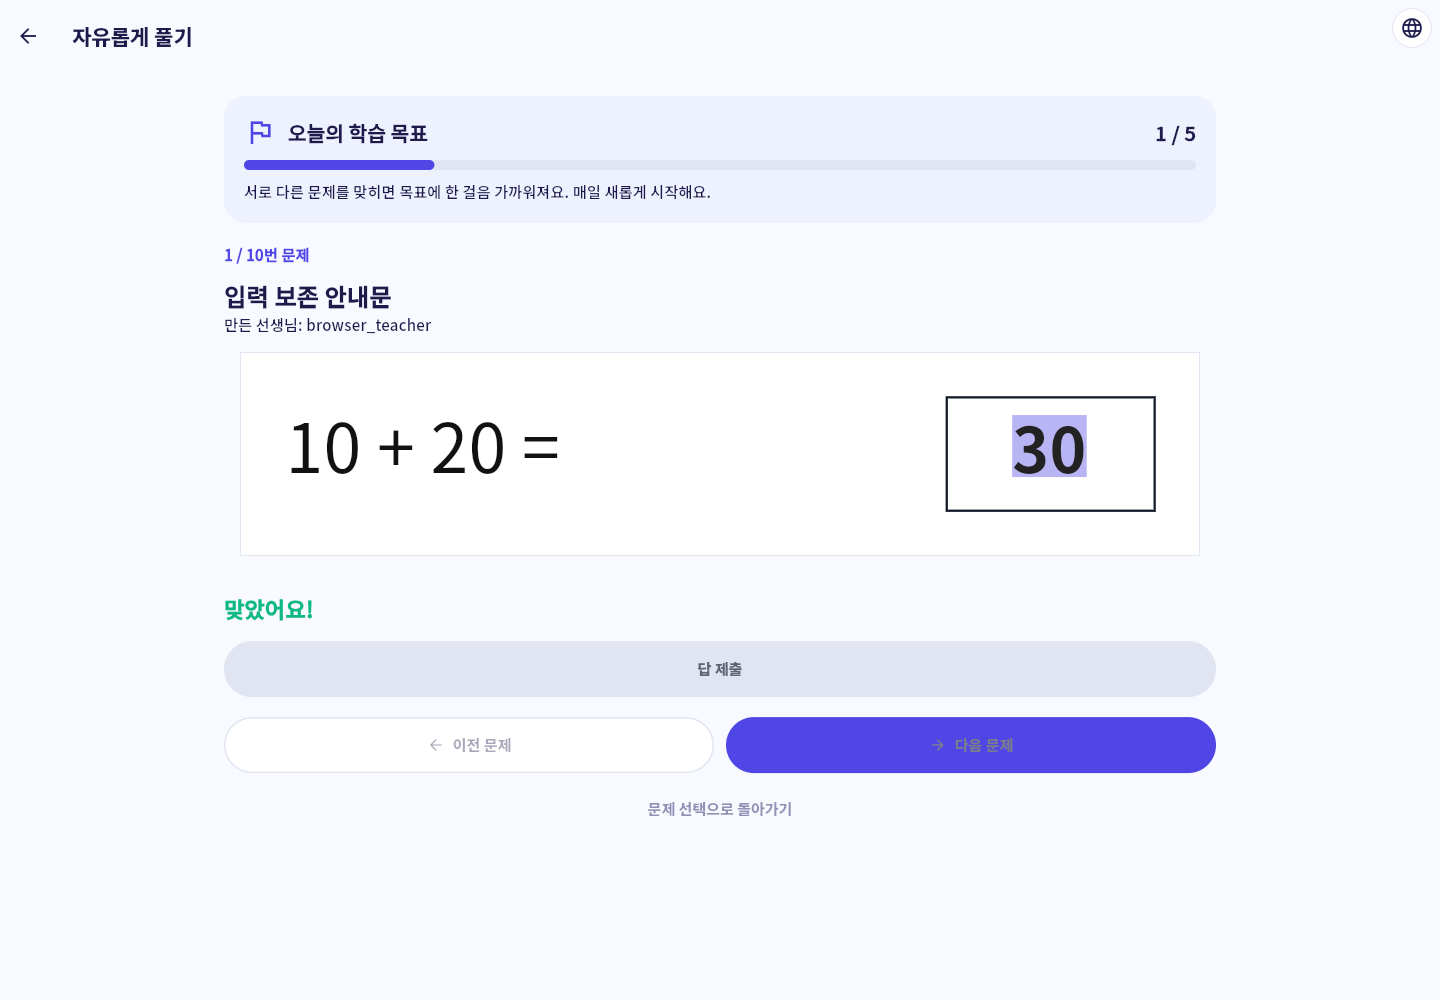 자유롭게 풀기
오늘의 학습 목표
1 / 5
서로 다른 문제를 맞히면 목표에 한 걸음 가까워져요. 매일 새롭게 시작해요.
1 / 10번 문제
입력 보존 안내문
만든 선생님: browser_teacher
10 + 20 =
30
맞았어요!
답 제출
이전 문제
다음 문제
문제 선택으로 돌아가기